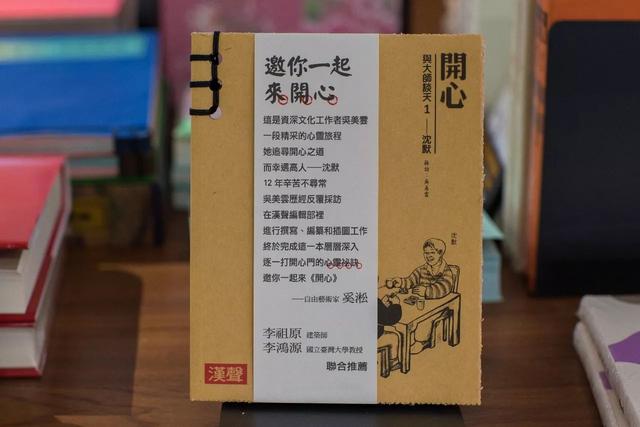 邀你一起
來開心
這是資深文化工作者吳美雲
一段精采的心靈旅程
她追尋開心之道
而幸遇高人──沈默
12 年辛苦不尋常
吳美雲歷經反覆採訪
在漢聲編輯部裡
進行撰寫、編纂和插圖工作
終於完成這一本層層深入
逐一打開心門的心靈祕訣
邀你一起來《開心》
──自由藝術家 奚淞
李祖原 建築師
李鴻源 國立臺灣大學教授
聯合推薦
開心
與大師談天 1──沈默
採訪：吳美雲
沈默
漢聲